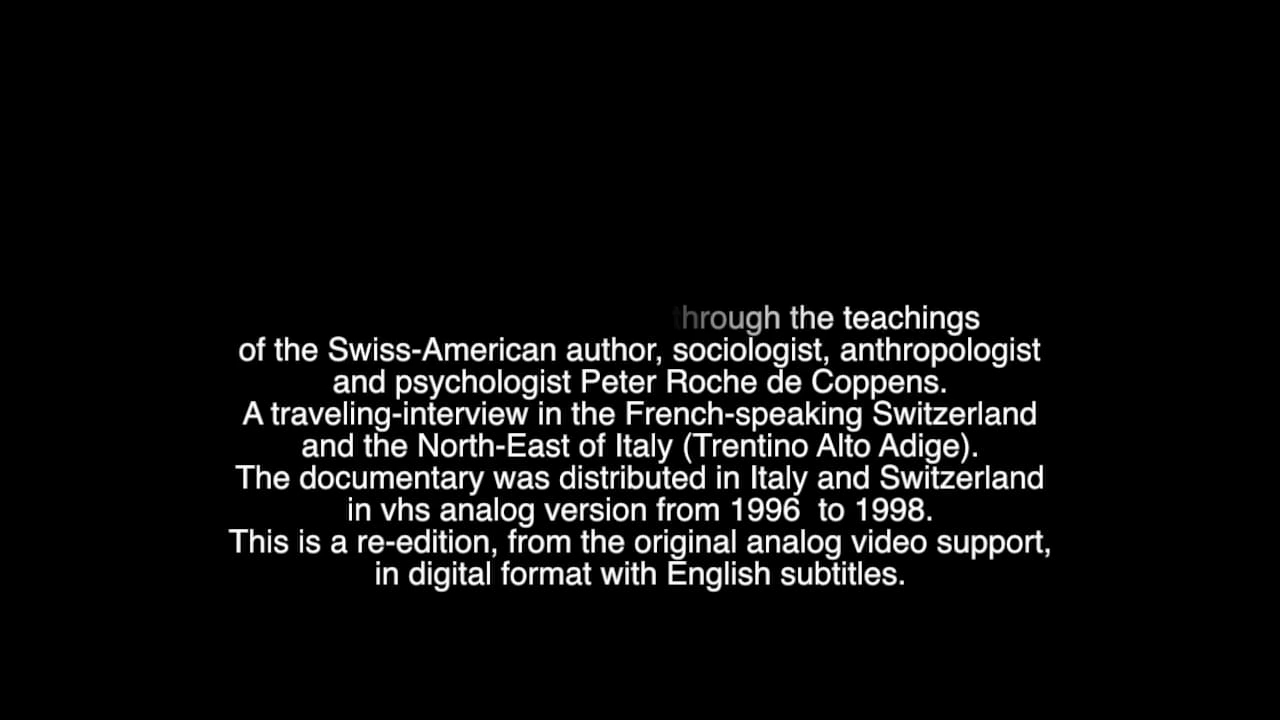 through the teachings
of the Swiss-American author, sociologist, anthropologist
and psychologist Peter Roche de Coppens.
A traveling-interview in the French-speaking Switzerland
and the North-East of Italy (Trentino Alto Adige).
The documentary was distributed in Italy and Switzerland
in vhs analog version from 1996  to 1998.
This is a re-edition, from the original analog video support,
in digital format with English subtitles.